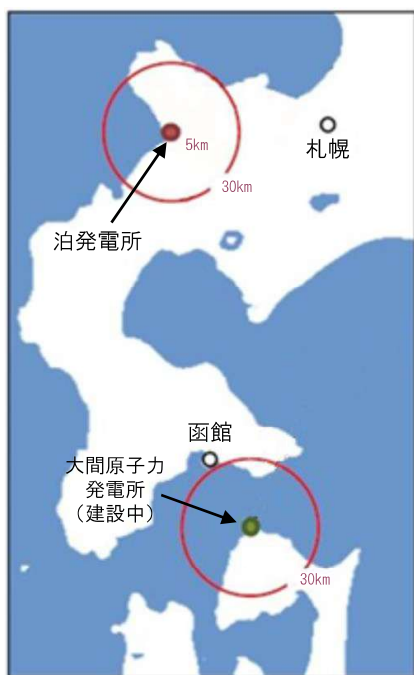 札幌
5km
30km
泊発電所
函館
大間原子力
発電所
（建設中）
30km